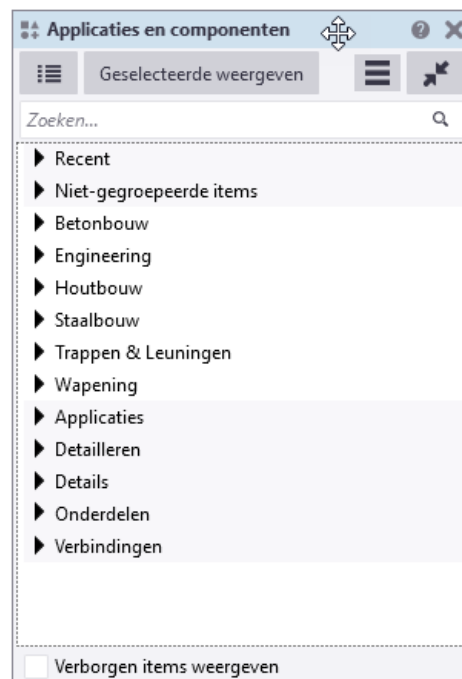 Applicaties en componenten
Geselecteerde weergeven
Zoeken...
Recent
Niet-gegroepeerde items
Betonbouw
Engineering
Houtbouw
Staalbouw
Trappen & Leuningen
Wapening
Applicaties
Detailleren
Details
Onderdelen
Verbindingen
Verborgen items weergeven